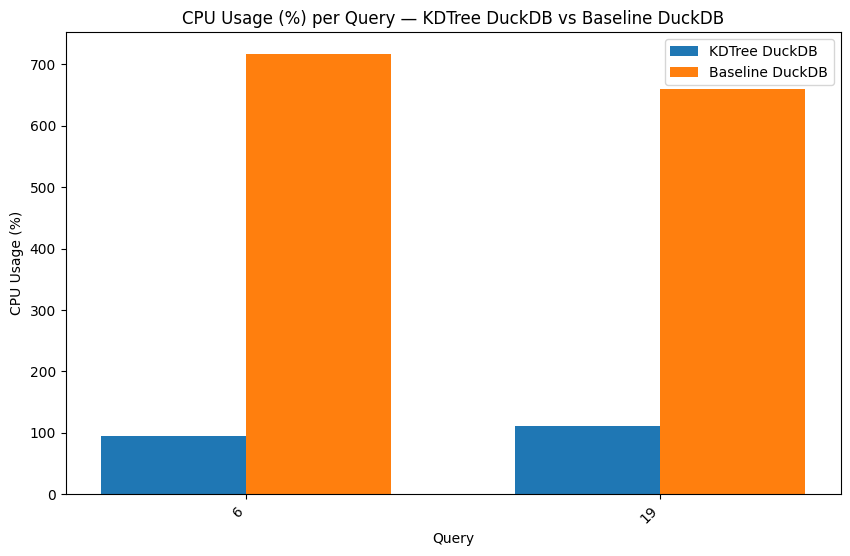 CPU Usage (%) per Query — KDTree DuckDB vs Baseline DuckDB
KDTree DuckDB
Baseline DuckDB
700
600
500
400
300
200
100
0
CPU Usage (%)
6
19
Query